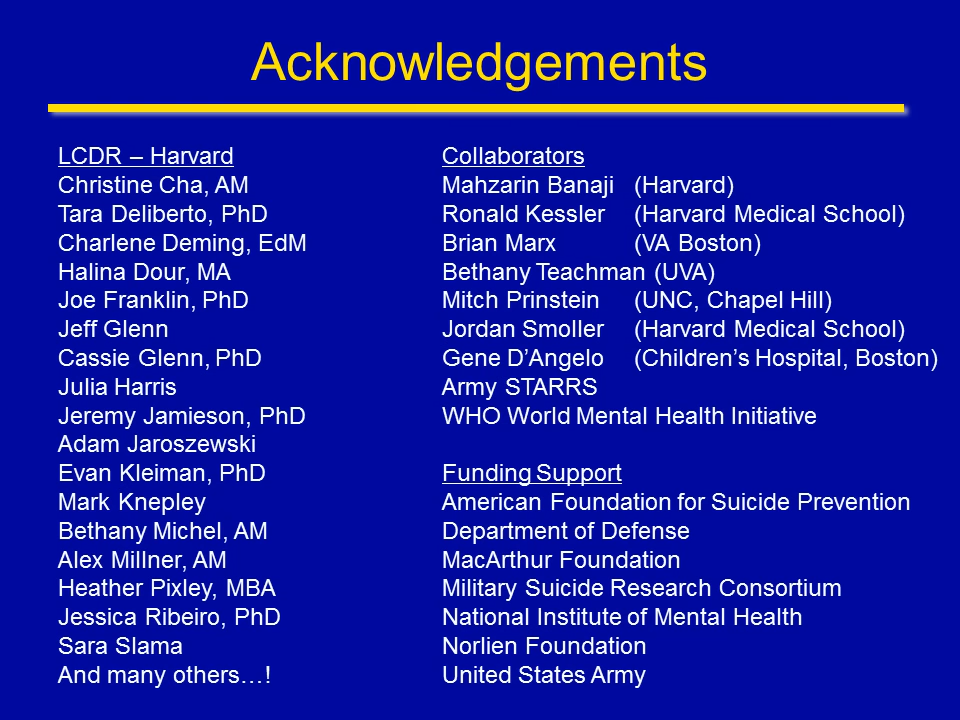 Acknowledgements
LCDR – Harvard
Christine Cha, AM
Tara Deliberto, PhD
Charlene Deming, EdM
Halina Dour, MA
Joe Franklin, PhD
Jeff Glenn
Cassie Glenn, PhD
Julia Harris
Jeremy Jamieson, PhD
Adam Jaroszewski
Evan Kleiman, PhD
Mark Knepley
Bethany Michel, AM
Alex Millner, AM
Heather Pixley, MBA
Jessica Ribeiro, PhD
Sara Slama
And many others…!
Collaborators
Mahzarin Banaji (Harvard)
Ronald Kessler (Harvard Medical School)
Brian Marx (VA Boston)
Bethany Teachman (UVA)
Mitch Prinstein (UNC, Chapel Hill)
Jordan Smoller (Harvard Medical School)
Gene D’Angelo (Children’s Hospital, Boston)
Army STARRS
WHO World Mental Health Initiative
Funding Support
American Foundation for Suicide Prevention
Department of Defense
MacArthur Foundation
Military Suicide Research Consortium
National Institute of Mental Health
Norlien Foundation
United States Army